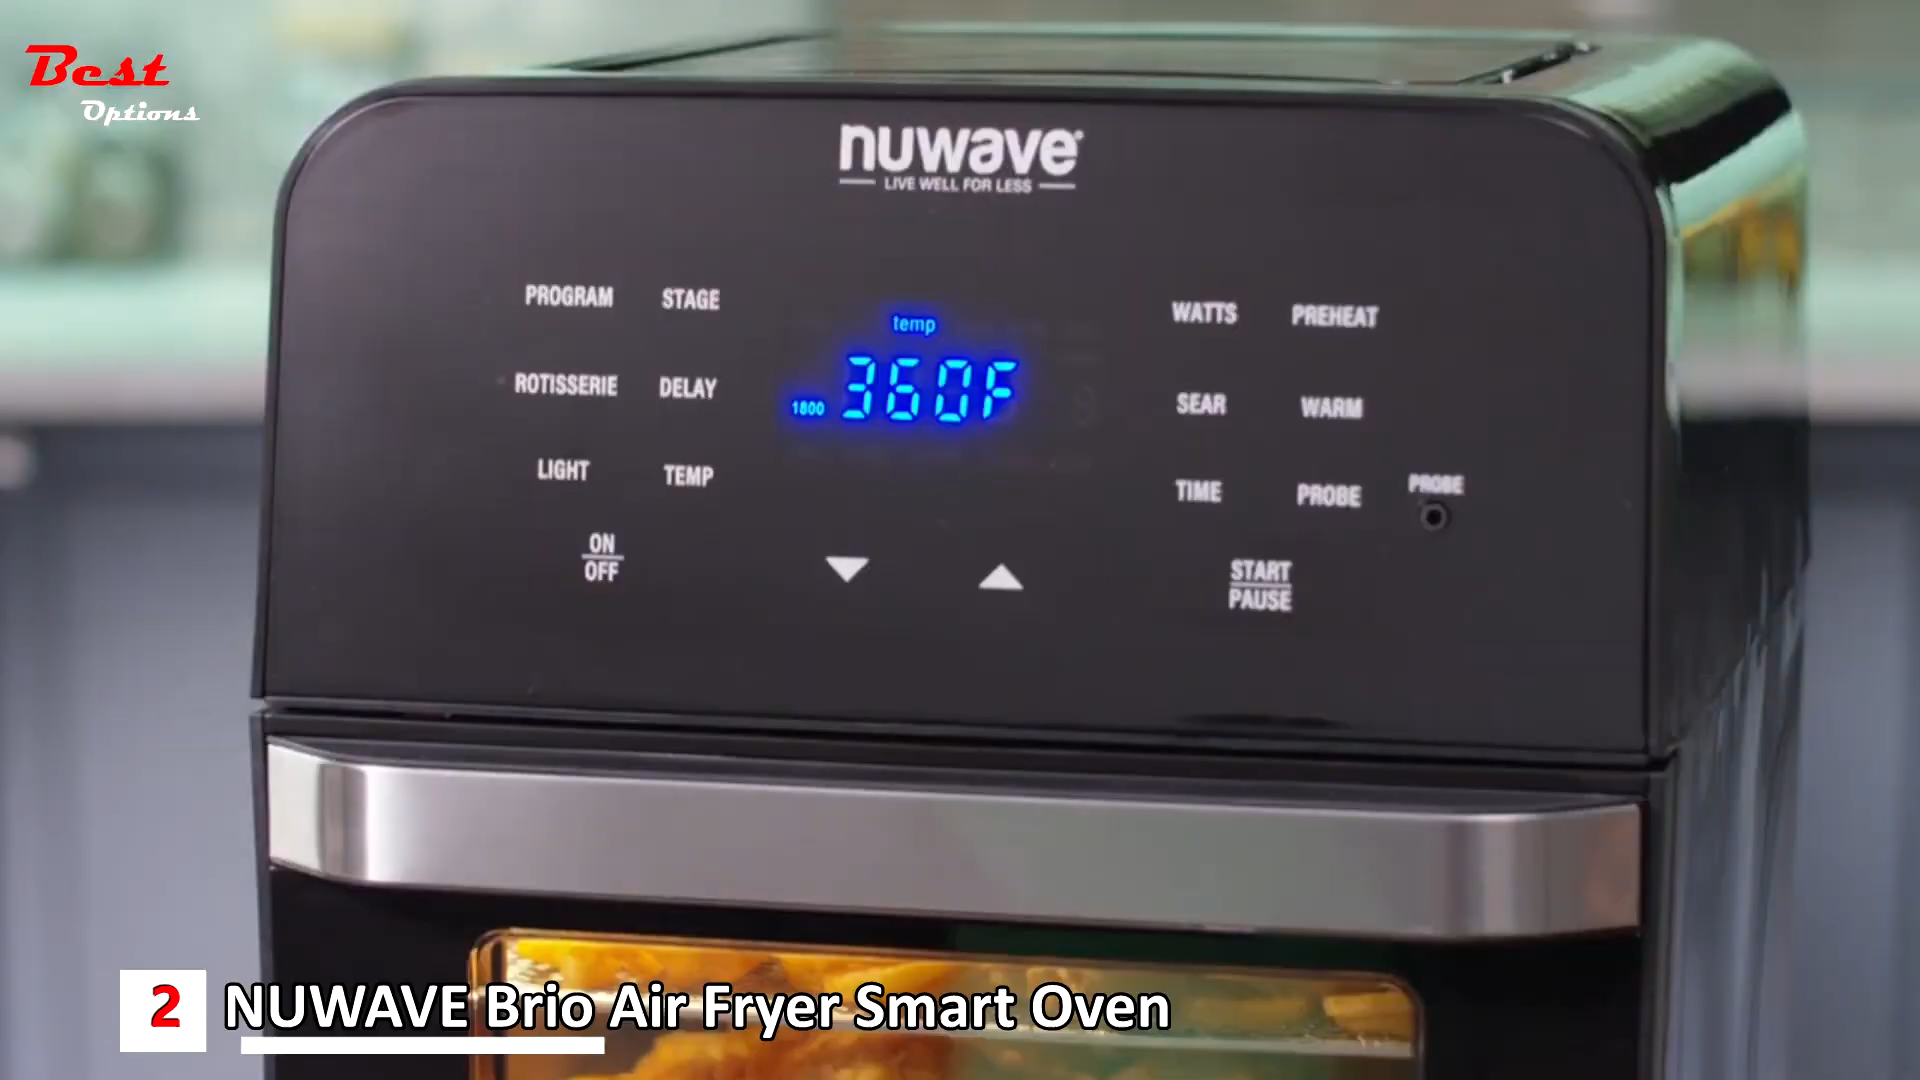 Best
Options
nuwave
LIVE WELL FOR LESS
PROGRAM STAGE
ROTISSERIE DELAY
LIGHT TEMP
ON
OFF
temp
1800 360F
WATTS PREHEAT
SEAR WARM
TIME PROBE PROBE
START
PAUSE
2 NUWAVE Brio Air Fryer Smart Oven